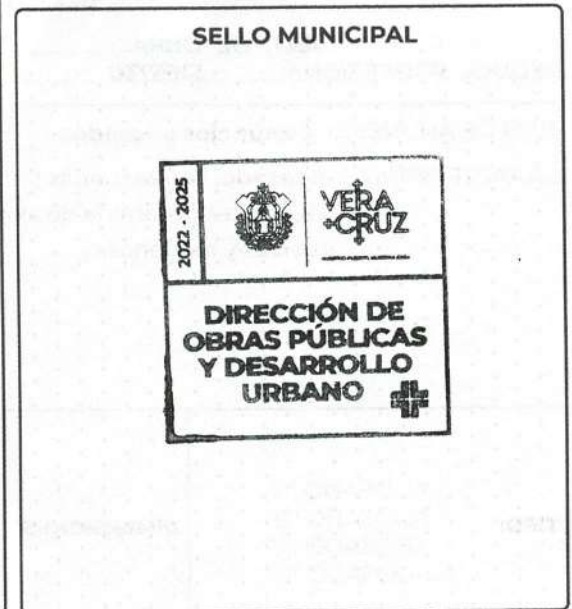 SELLO MUNICIPAL
2022 - 2025
VERA
+CRUZ
DIRECCIÓN DE
OBRAS PÚBLICAS
Y DESARROLLO
URBANO